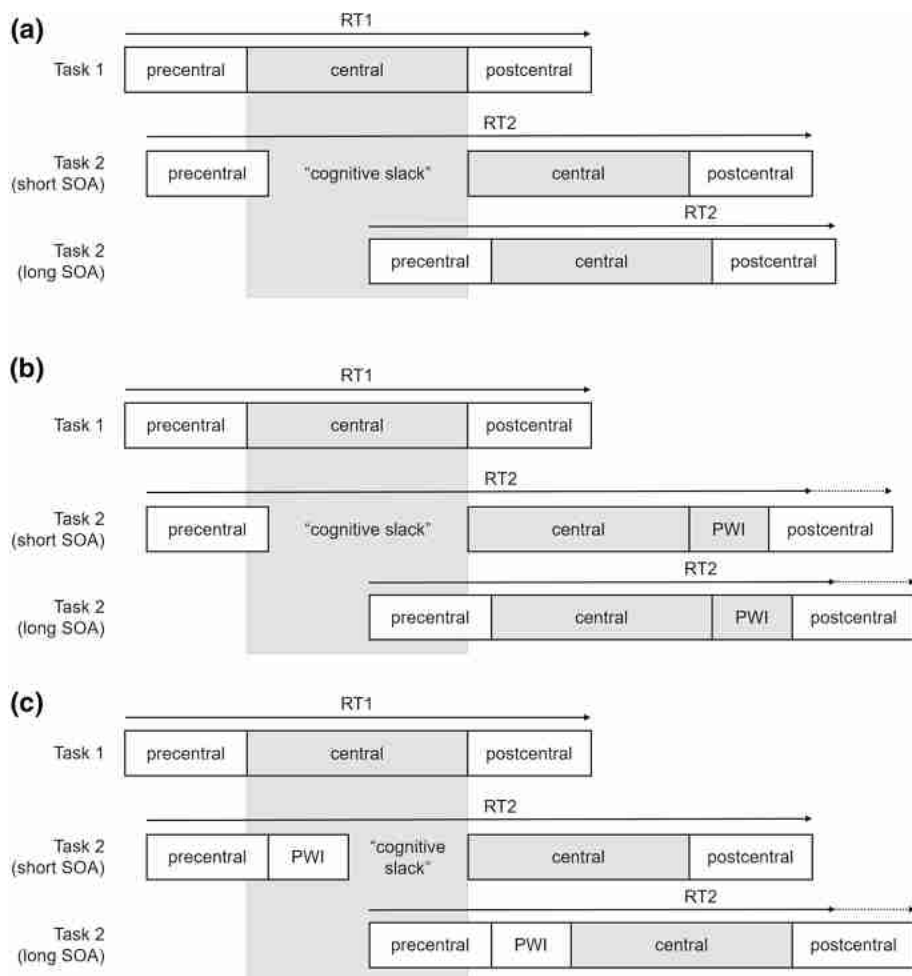 (a)
RT1
Task 1
precentral central postcentral
RT2
Task 2
(short SOA)
precentral "cognitive slack" central postcentral
RT2
Task 2
(long SOA)
precentral central postcentral
(b)
RT1
Task 1
precentral central postcentral
RT2
Task 2
(short SOA)
precentral "cognitive slack" central PWI postcentral
RT2
Task 2
(long SOA)
precentral central PWI postcentral
(c)
RT1
Task 1
precentral central postcentral
RT2
Task 2
(short SOA)
precentral PWI "cognitive
slack" central postcentral
RT2
Task 2
(long SOA)
precentral PWI central postcentral